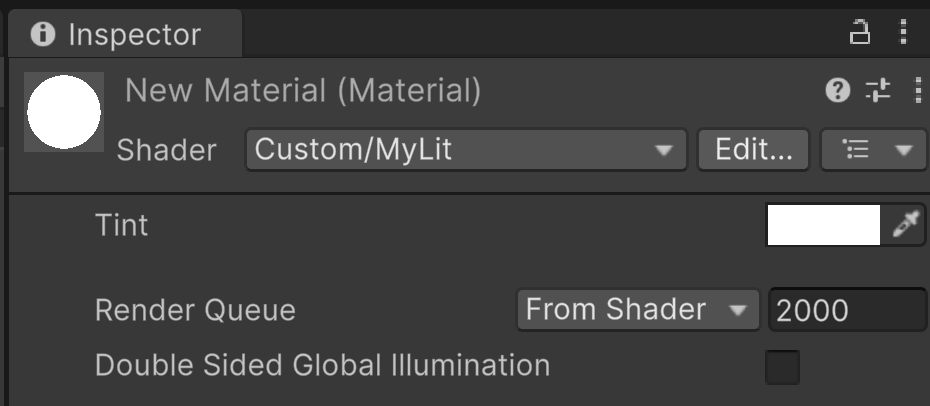 Inspector
New Material (Material)
Shader Custom/MyLit Edit...
Tint
Render Queue From Shader 2000
Double Sided Global Illumination